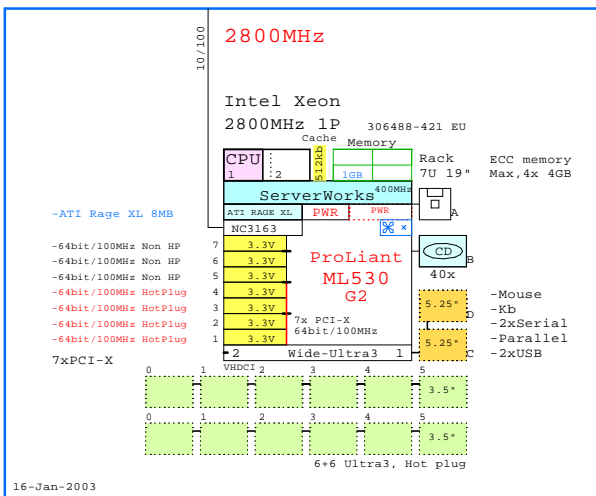 2800MHz
10/100
Intel Xeon
2800MHz 1P
306488-421 EU
Cache
Memory
CPU
1
2
512kb
1GB
Rack
7U 19"
ECC memory
Max,4x 4GB
ServerWorks
400MHz
-ATI Rage XL 8MB
ATI RAGE XL
PWR
PWR
A
NC3163
-64bit/100MHz Non HP
7
3.3V
-64bit/100MHz Non HP
6
3.3V
-64bit/100MHz Non HP
5
3.3V
-64bit/100MHz HotPlug
4
3.3V
-64bit/100MHz HotPlug
3
3.3V
-64bit/100MHz HotPlug
2
3.3V
-64bit/100MHz HotPlug
1
3.3V
ProLiant
ML530
G2
CD
B
40x
7x PCI-X
64bit/100MHz
5.25"
D
5.25"
C
-Mouse
-Kb
-2xSerial
-Parallel
-2xUSB
7xPCI-X
2
Wide-Ultra3
1
VHDCI
0
1
2
3
4
5
3.5"
0
1
2
3
4
5
3.5"
6+6 Ultra3, Hot plug
16-Jan-2003